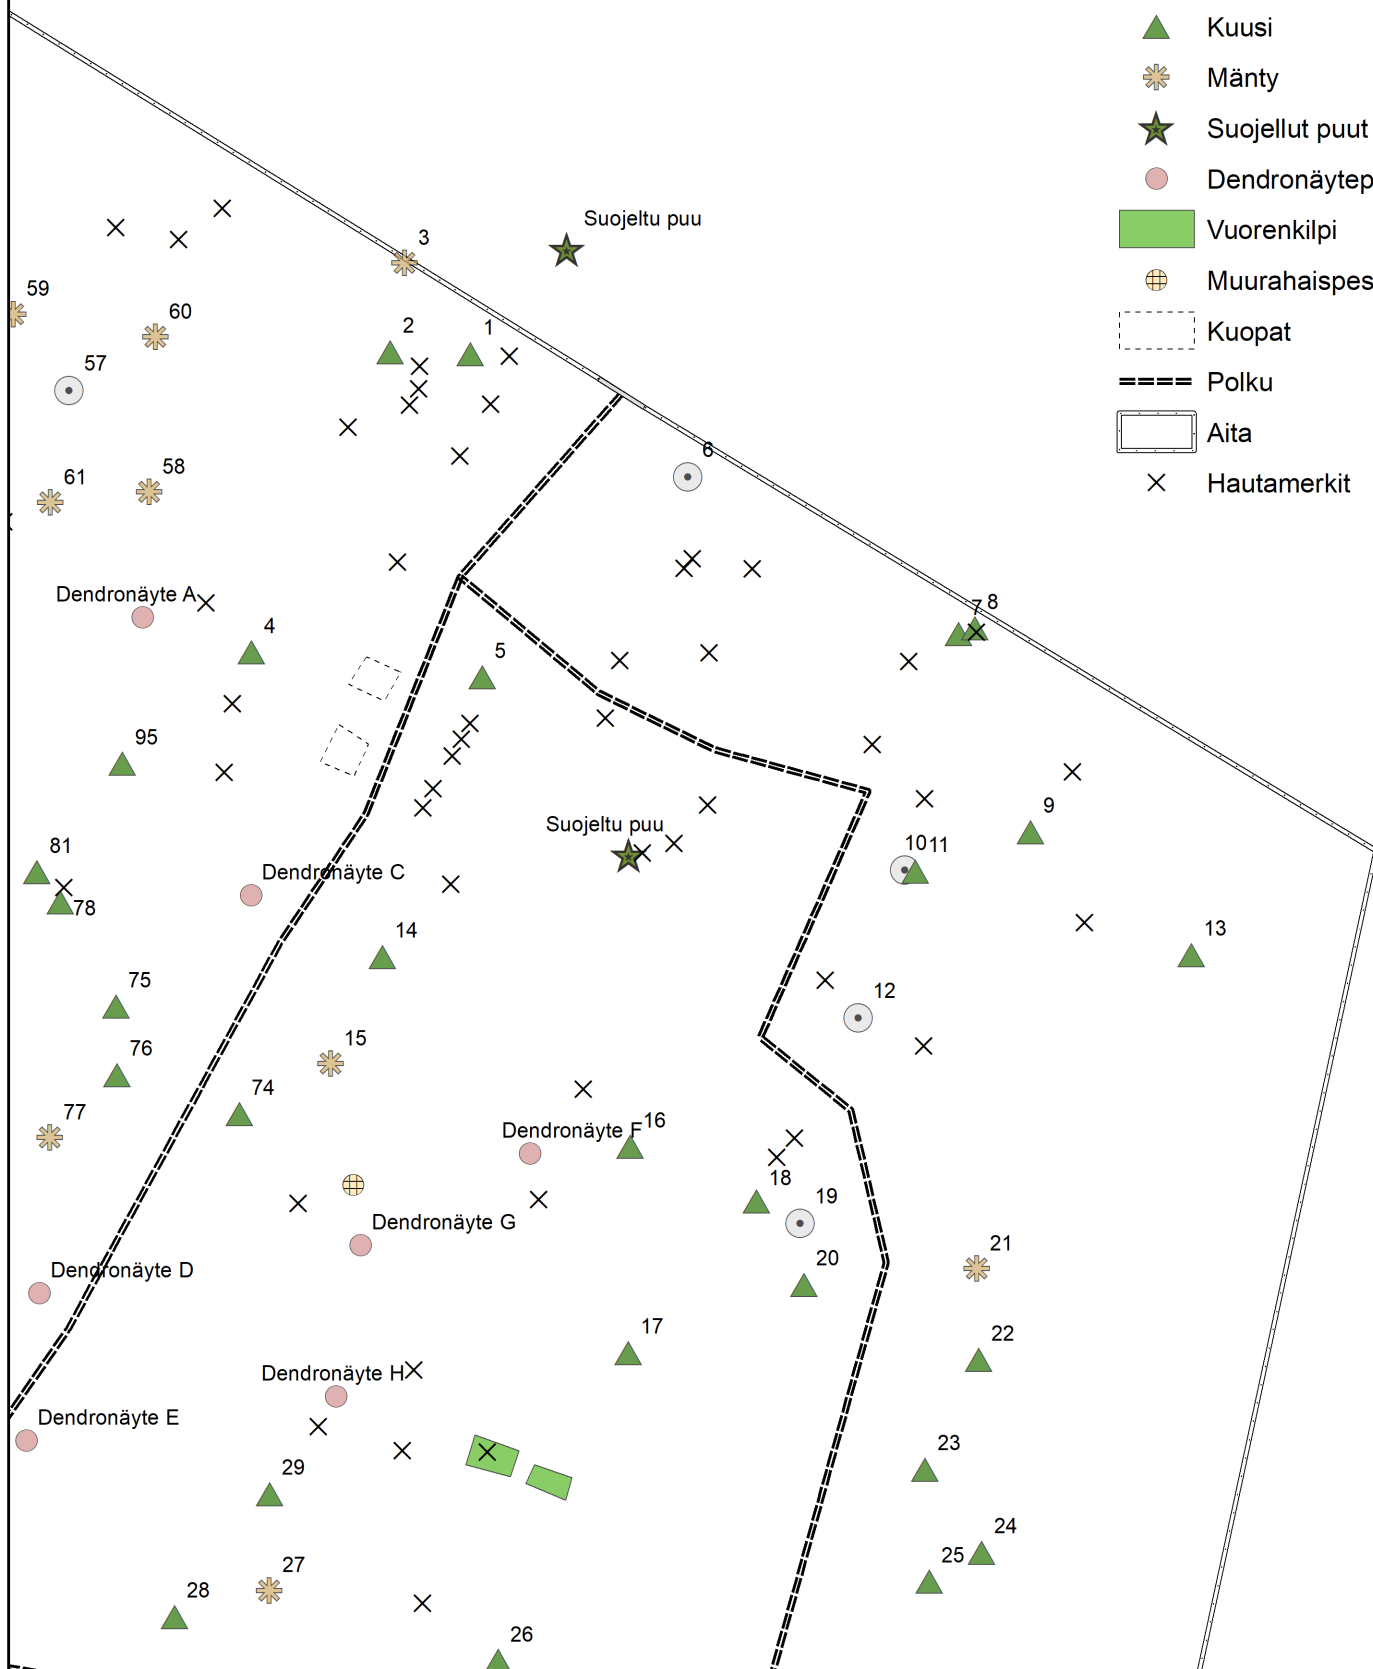 Kuusi
Mänty
Suojellut puut
Dendronäytep
Vuorenkilpi
Muurahaispes
Kuopat
Polku
Aita
Hautamerkit
Suojeltu puu
3
59
60
2
1
57
6
61
58
Dendronäyte A
4
7
8
5
95
9
Suojeltu puu
81
10
11
Dendronäyte C
78
14
13
75
12
76
15
74
77
16
Dendronäyte F
18
19
Dendronäyte G
21
Dendronäyte D
20
17
22
Dendronäyte H
Dendronäyte E
23
29
24
25
27
28
26